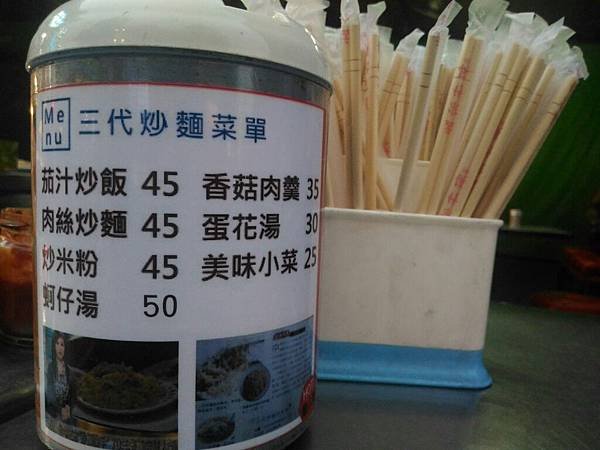 Menu 三代炒麵菜單
茄汁炒飯 45
肉絲炒麵 45
炒米粉 45
蚵仔湯 50
香菇肉羹 35
蛋花湯 30
美味小菜 25